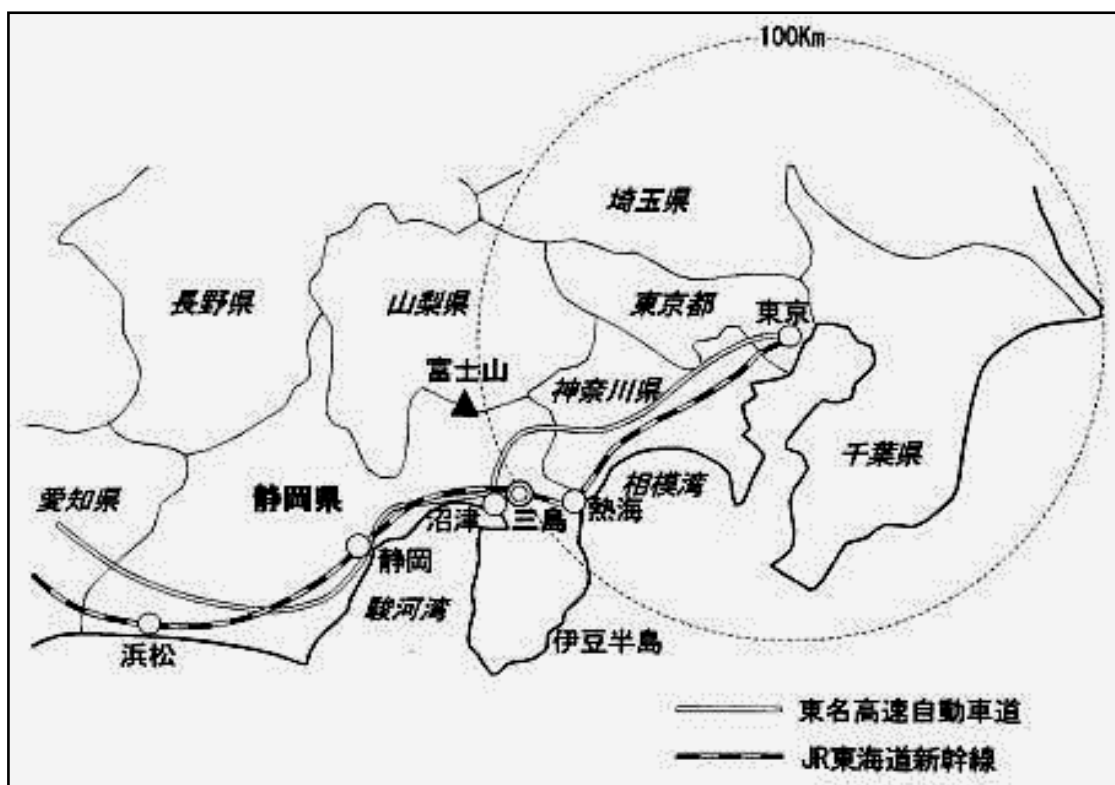 100Km
埼玉県
長野県
山梨県
東京都
東京
富士山
神奈川県
千葉県
愛知県
静岡県
相模湾
沼津
三島
熱海
静岡
駿河湾
伊豆半島
浜松
東名高速自動車道
JR東海道新幹線